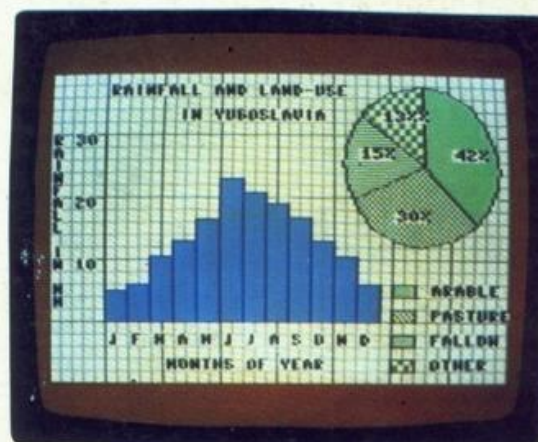 RAINFALL AND LAND-USE
IN YUGOSLAVIA
RAINFALL IN MM
30
20
10
J F M A M J J A S O N D
MONTHS OF YEAR
13%
15%
42%
30%
ARABLE
PASTURE
FALLOW
OTHER